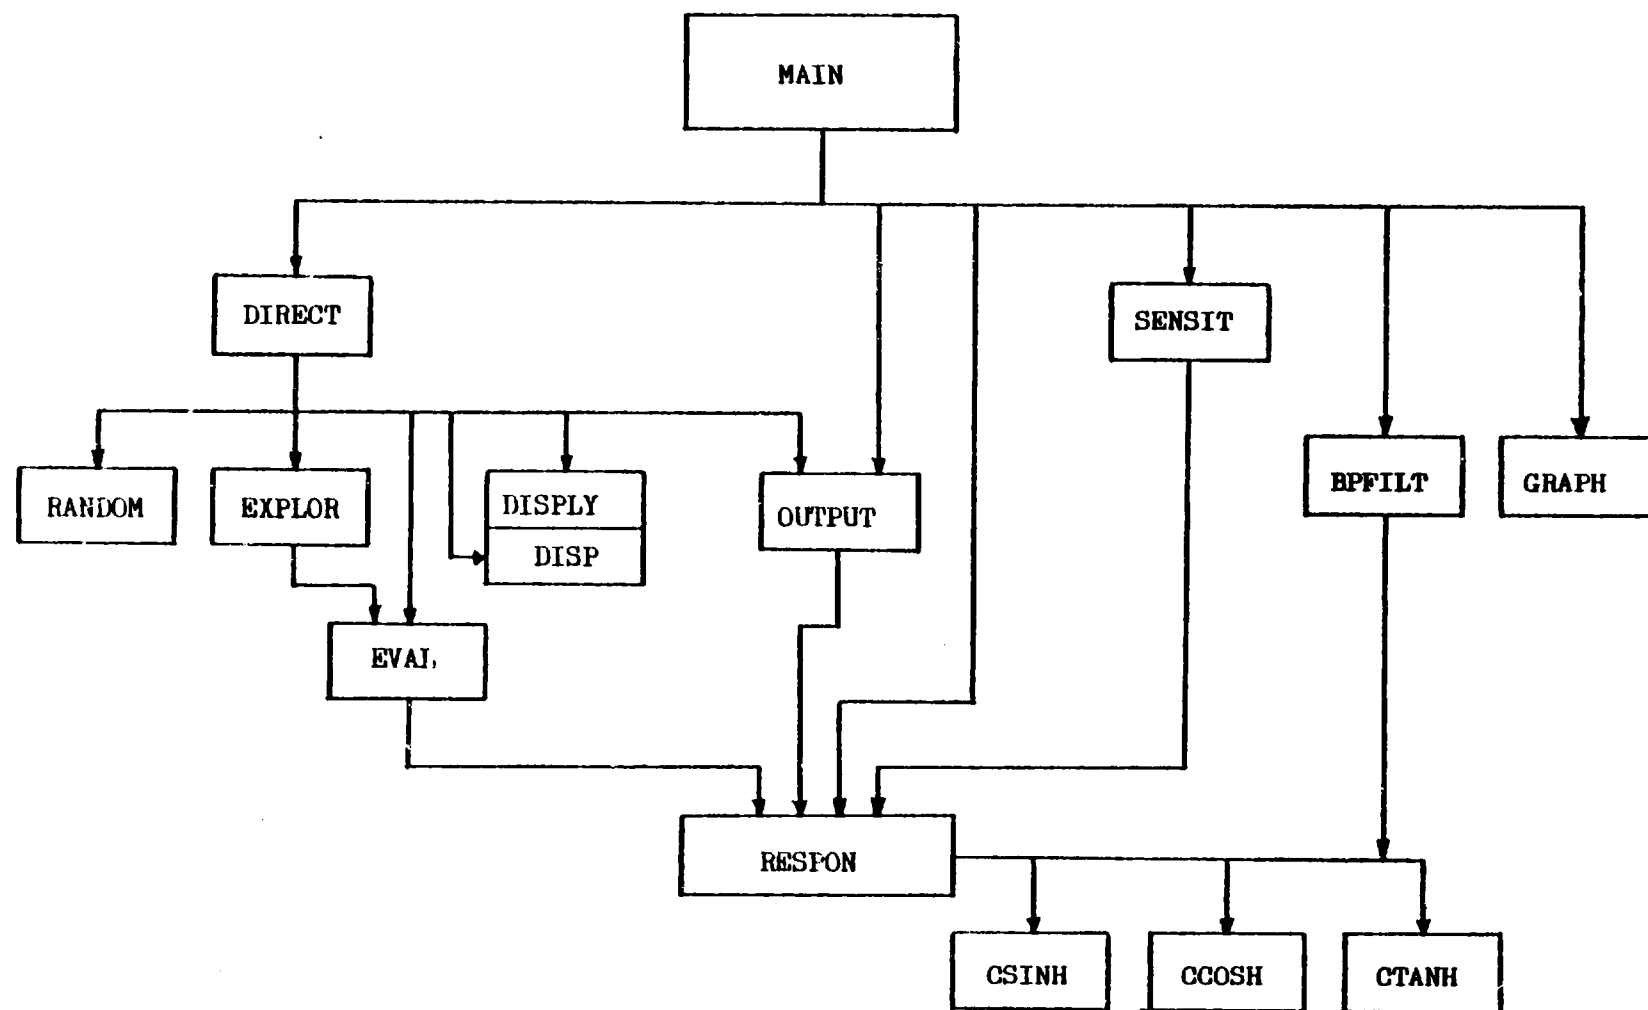 MAIN
DIRECT
SENSIT
RANDOM
EXPLOR
DISPLY
DISP
OUTPUT
BPFILT
GRAPH
EVAL
RESPON
CSINH
CCOSH
CTANH